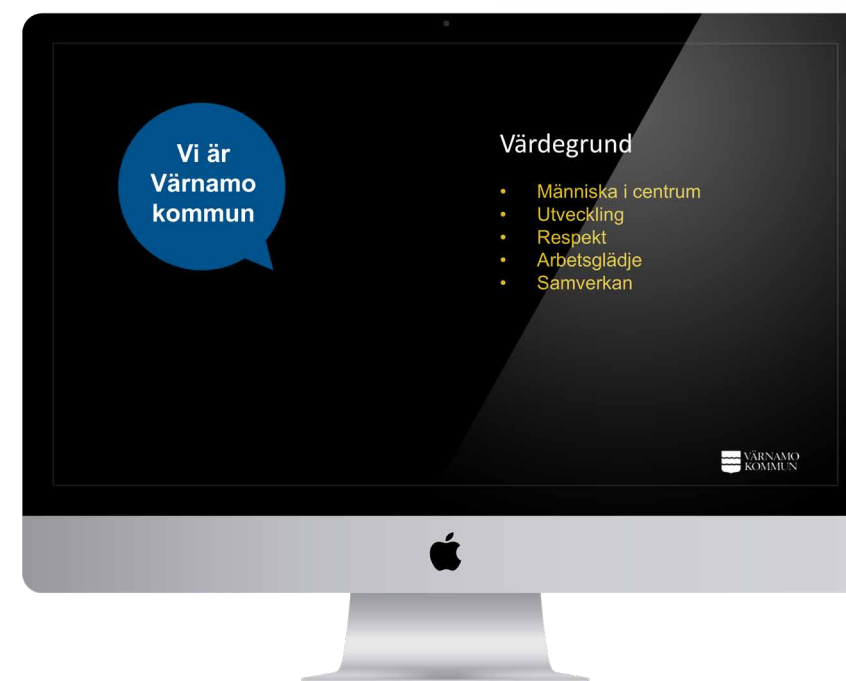 Vi är
Värnamo
kommun
Värdegrund
• Människa i centrum
• Utveckling
• Respekt
• Arbetsglädje
• Samverkan
VÄRNAMO
KOMMUN